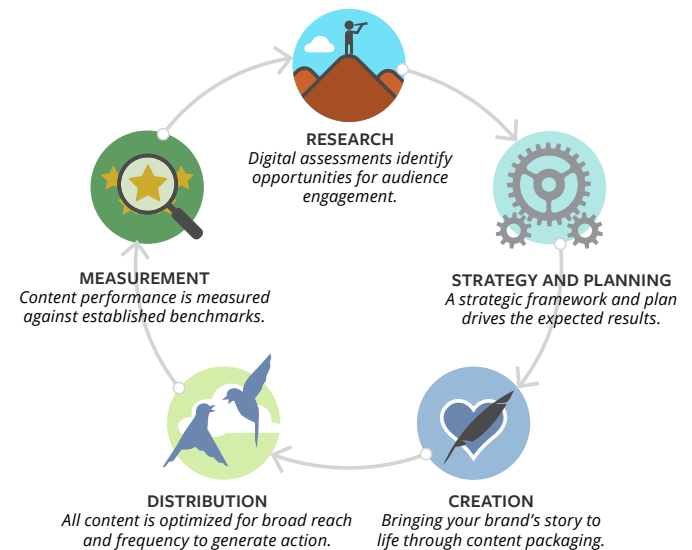 RESEARCH
Digital assessments identify
opportunities for audience
engagement.
STRATEGY AND PLANNING
A strategic framework and plan
drives the expected results.
CREATION
Bringing your brand’s story to
life through content packaging.
DISTRIBUTION
All content is optimized for broad reach
and frequency to generate action.
MEASUREMENT
Content performance is measured
against established benchmarks.